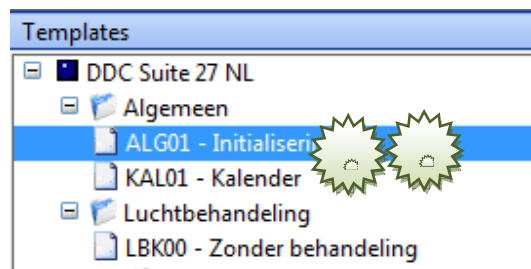 Templates
DDC Suite 27 NL
Algemeen
ALG01 - Initialiseri
KAL01 - Kalender
Luchtbehandeling
LBK00 - Zonder behandeling